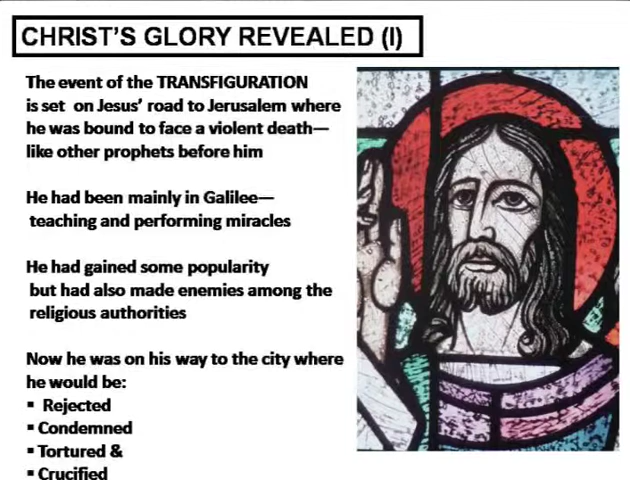 CHRIST'S GLORY REVEALED (I)
The event of the TRANSFIGURATION
is set on Jesus' road to Jerusalem where
he was bound to face a violent death—
like other prophets before him
He had been mainly in Galilee—
teaching and performing miracles
He had gained some popularity
but had also made enemies among the
religious authorities
Now he was on his way to the city where
he would be:
▪ Rejected
▪ Condemned
▪ Tortured &
▪ Crucified